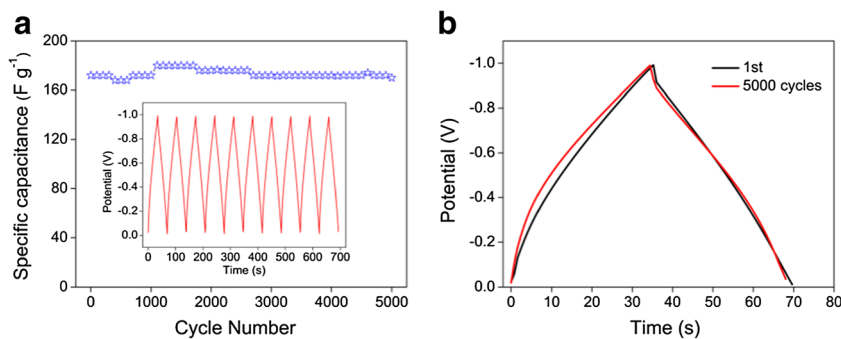 a
200
160
120
80
40
0
Specific capacitance (F g⁻¹)
0 1000 2000 3000 4000 5000
Cycle Number
-1.0
-0.8
-0.6
-0.4
-0.2
0.0
Potential (V)
0 100 200 300 400 500 600 700
Time (s)
b
-1.0
-0.8
-0.6
-0.4
-0.2
0.0
Potential (V)
1st
5000 cycles
0 10 20 30 40 50 60 70 80
Time (s)